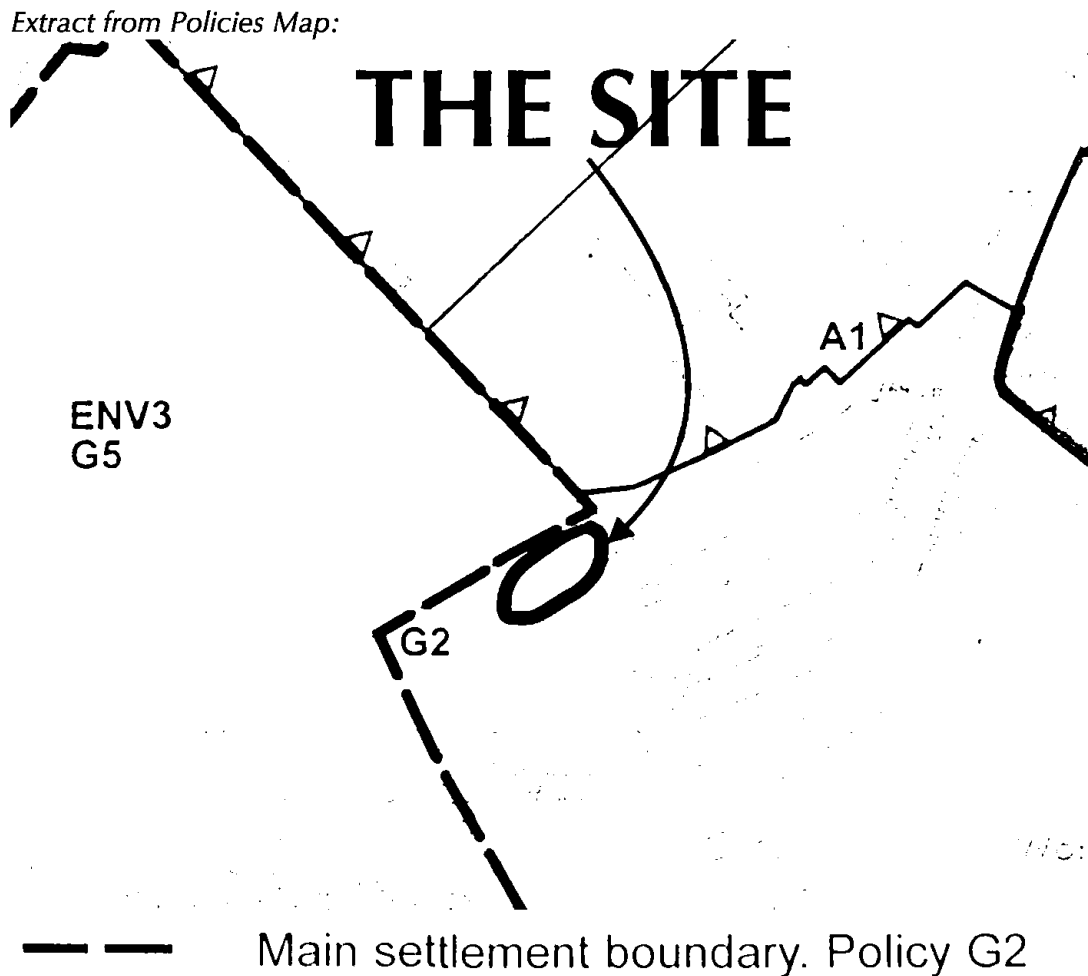 Extract from Policies Map:
THE SITE
A1
ENV3
G5
G2
Main settlement boundary. Policy G2